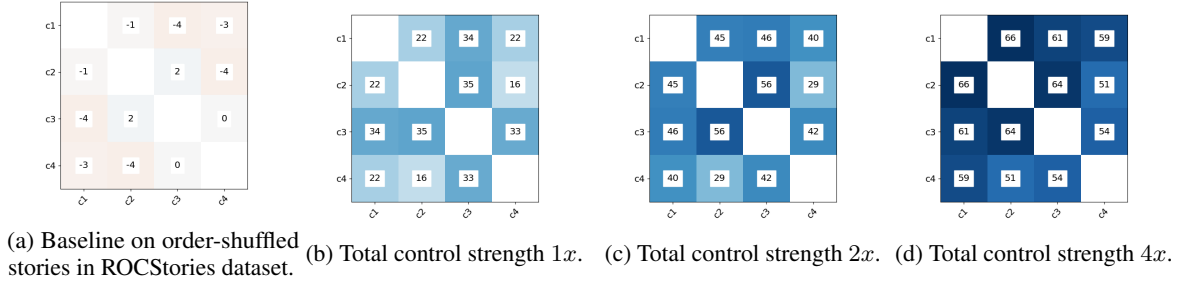 c1 -1 -4 -3
c2 -1 2 -4
c3 -4 2 0
c4 -3 -4 0
c1 c2 c3 c4
(a) Baseline on order-shuffled
stories in ROCStories dataset.
c1 22 34 22
c2 22 35 16
c3 34 35 33
c4 22 16 33
c1 c2 c3 c4
(b) Total control strength 1x.
c1 45 46 40
c2 45 56 29
c3 46 56 42
c4 40 29 42
c1 c2 c3 c4
(c) Total control strength 2x.
c1 66 61 59
c2 66 64 51
c3 61 64 54
c4 59 51 54
c1 c2 c3 c4
(d) Total control strength 4x.